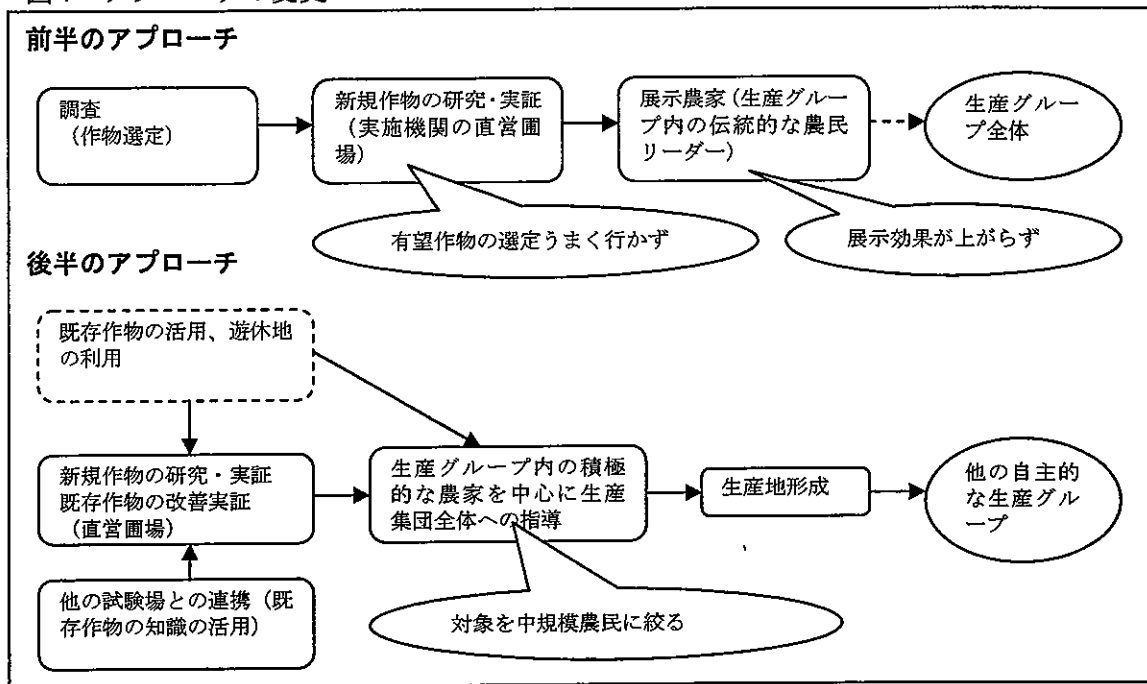 前半のアプローチ
調査
(作物選定)
新規作物の研究・実証
(実施機関の直営圃
場)
展示農家(生産グルー
プ内の伝統的な農民
リーダー)
生産グルー
プ全体
有望作物の選定うまく行かず
展示効果が上がらず
後半のアプローチ
既存作物の活用、遊休地
の利用
新規作物の研究・実証
既存作物の改善実証
(直営圃場)
生産グループ内の積極
的な農家を中心に生産
集団全体への指導
生産地形成
他の自主的
な生産グル
ープ
他の試験場との連携(既
存作物の知識の活用)
対象を中規模農民に絞る